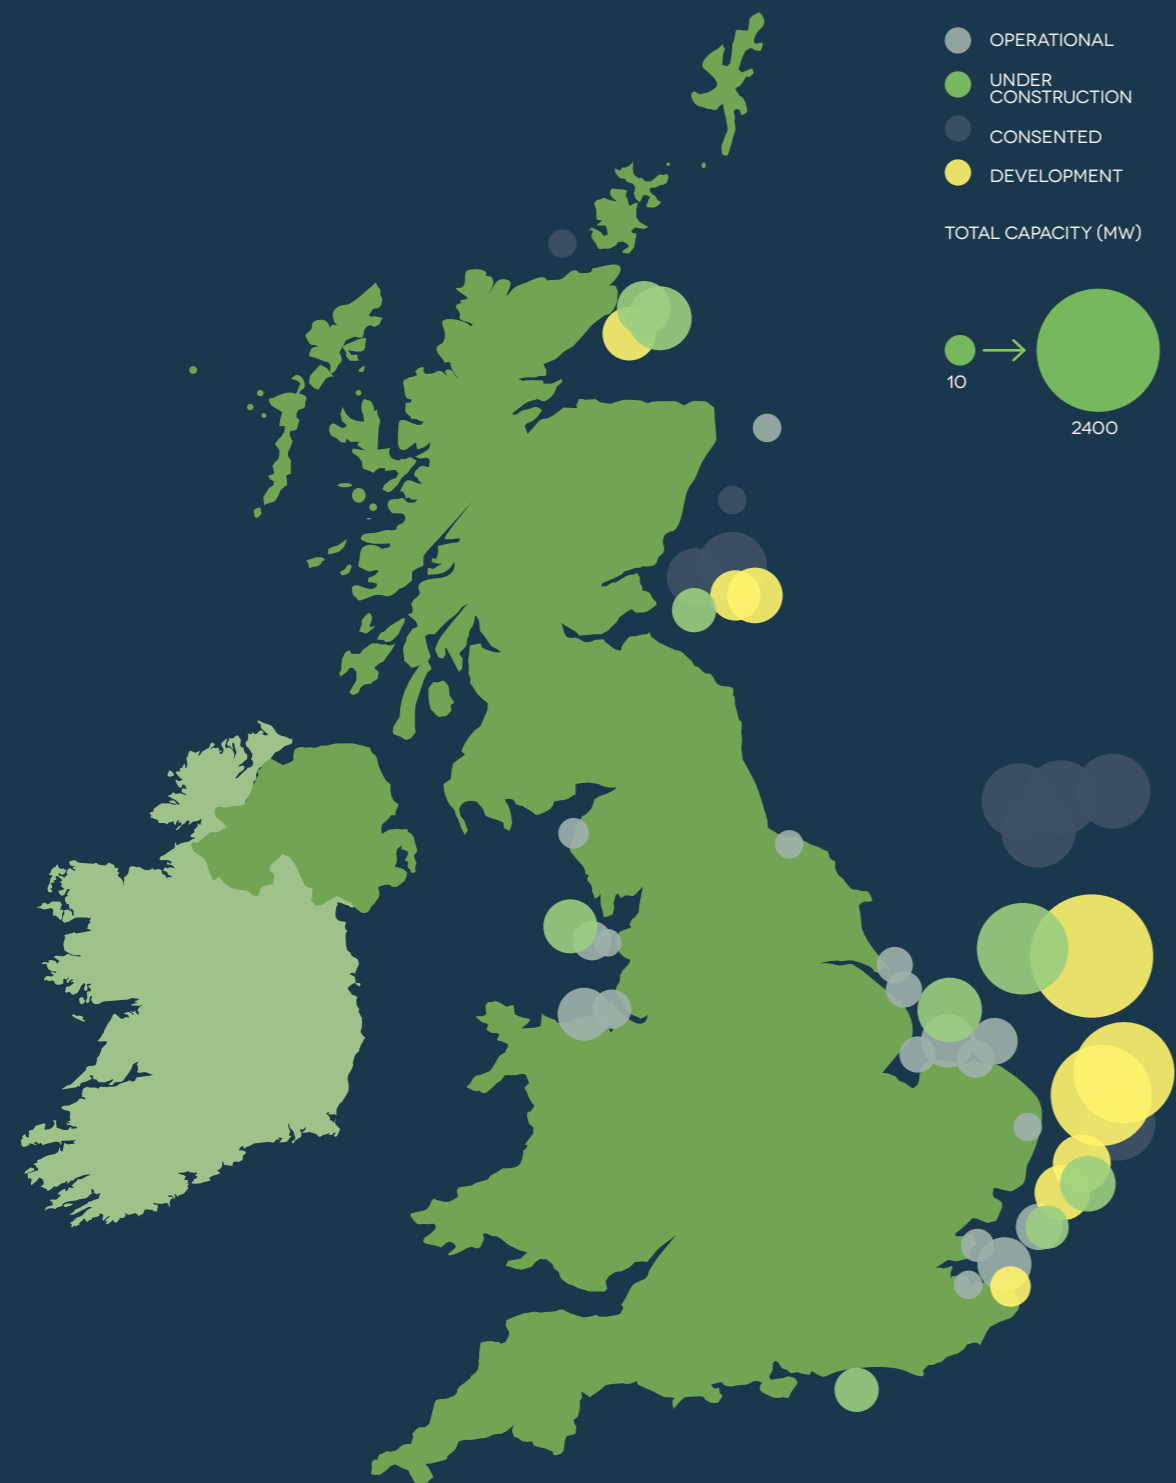 OPERATIONAL
UNDER
CONSTRUCTION
CONSENTED
DEVELOPMENT
TOTAL CAPACITY (MW)
10
2400